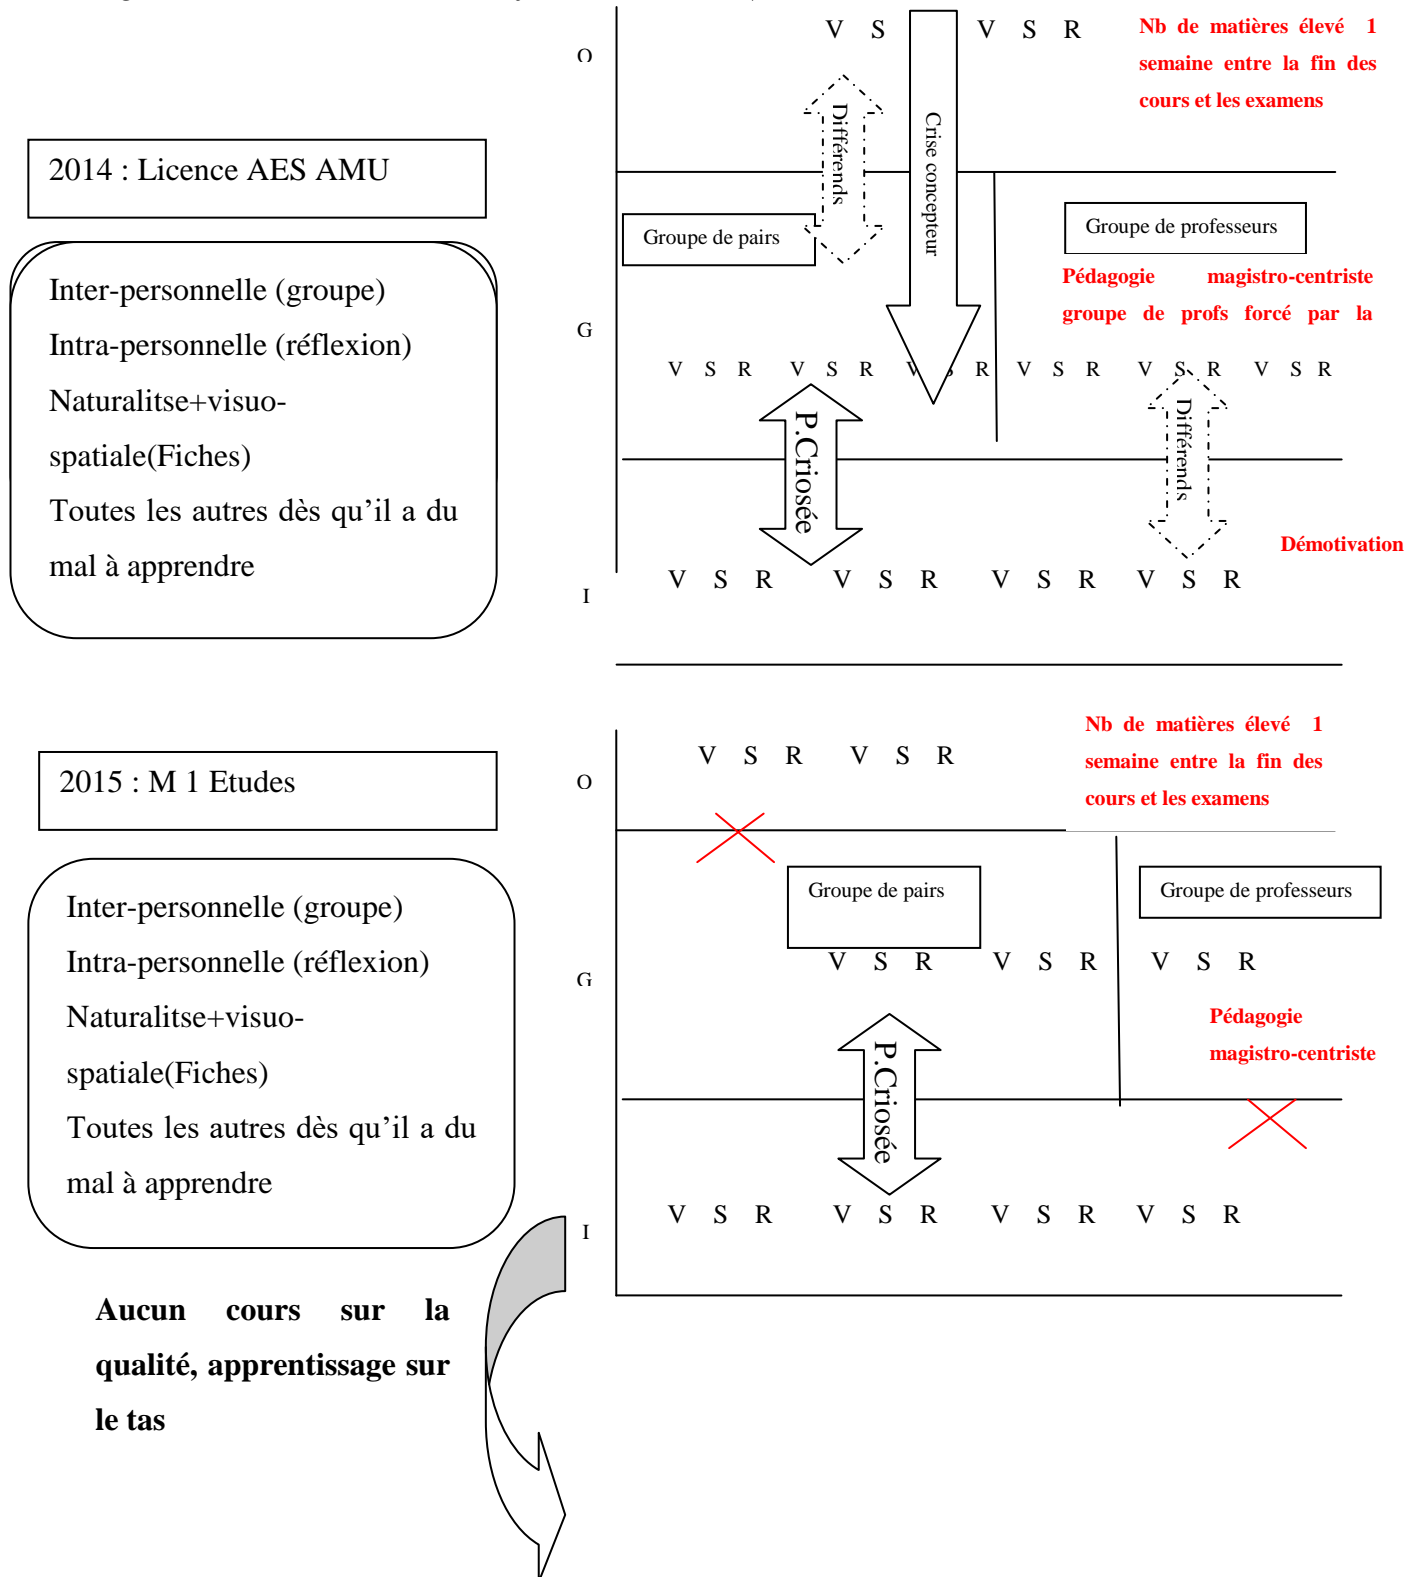 O
V S V S R
Nb de matières élevé 1
semaine entre la fin des
cours et les examens
Différends
Crise concepteur
2014 : Licence AES AMU
Groupe de pairs
Groupe de professeurs
Inter-personnelle (groupe)
Intra-personnelle (réflexion)
Naturalitse+visuo-
spatiale(Fiches)
Toutes les autres dès qu’il a du
mal à apprendre
Pédagogie magistro-centriste
groupe de profs forcé par la
G
V S R V S R V S R V S R V S R V S R
P.Criosée
Différends
Démotivation
V S R V S R V S R V S R
I
2015 : M 1 Etudes
O
V S R V S R
Nb de matières élevé 1
semaine entre la fin des
cours et les examens
Groupe de pairs
Groupe de professeurs
Inter-personnelle (groupe)
Intra-personnelle (réflexion)
Naturalitse+visuo-
spatiale(Fiches)
Toutes les autres dès qu’il a du
mal à apprendre
G
V S R V S R V S R
Pédagogie
magistro-centriste
P.Criosée
V S R V S R V S R V S R
I
Aucun cours sur la
qualité, apprentissage sur
le tas